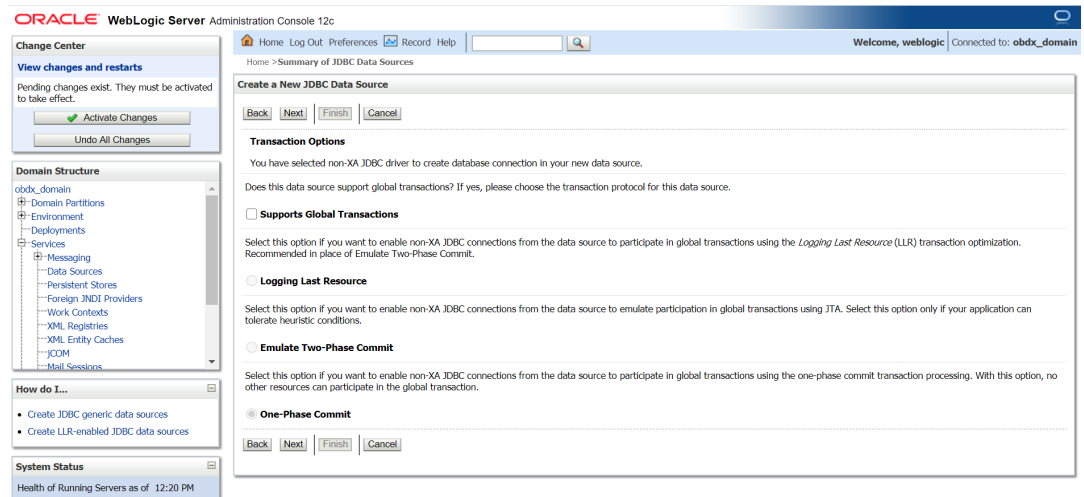 ORACLE WebLogic Server Administration Console 12c
Change Center
View changes and restarts
Pending changes exist. They must be activated
to take effect.
Activate Changes
Undo All Changes
Domain Structure
obdx_domain
Domain Partitions
Environment
Deployments
Services
Messaging
Data Sources
Persistent Stores
Foreign JNDI Providers
Work Contexts
XML Registries
XML Entity Caches
jCOM
Mail Sessions
How do I...
Create JDBC generic data sources
Create LLR-enabled JDBC data sources
System Status
Health of Running Servers as of 12:20 PM
Home Log Out Preferences Record Help
Welcome, weblogic Connected to: obdx_domain
Home >Summary of JDBC Data Sources
Create a New JDBC Data Source
Back Next Finish Cancel
Transaction Options
You have selected non-XA JDBC driver to create database connection in your new data source.
Does this data source support global transactions? If yes, please choose the transaction protocol for this data source.
Supports Global Transactions
Select this option if you want to enable non-XA JDBC connections from the data source to participate in global transactions using the Logging Last Resource (LLR) transaction optimization.
Recommended in place of Emulate Two-Phase Commit.
Logging Last Resource
Select this option if you want to enable non-XA JDBC connections from the data source to emulate participation in global transactions using JTA. Select this option only if your application can
tolerate heuristic conditions.
Emulate Two-Phase Commit
Select this option if you want to enable non-XA JDBC connections from the data source to participate in global transactions using the one-phase commit transaction processing. With this option, no
other resources can participate in the global transaction.
One-Phase Commit
Back Next Finish Cancel